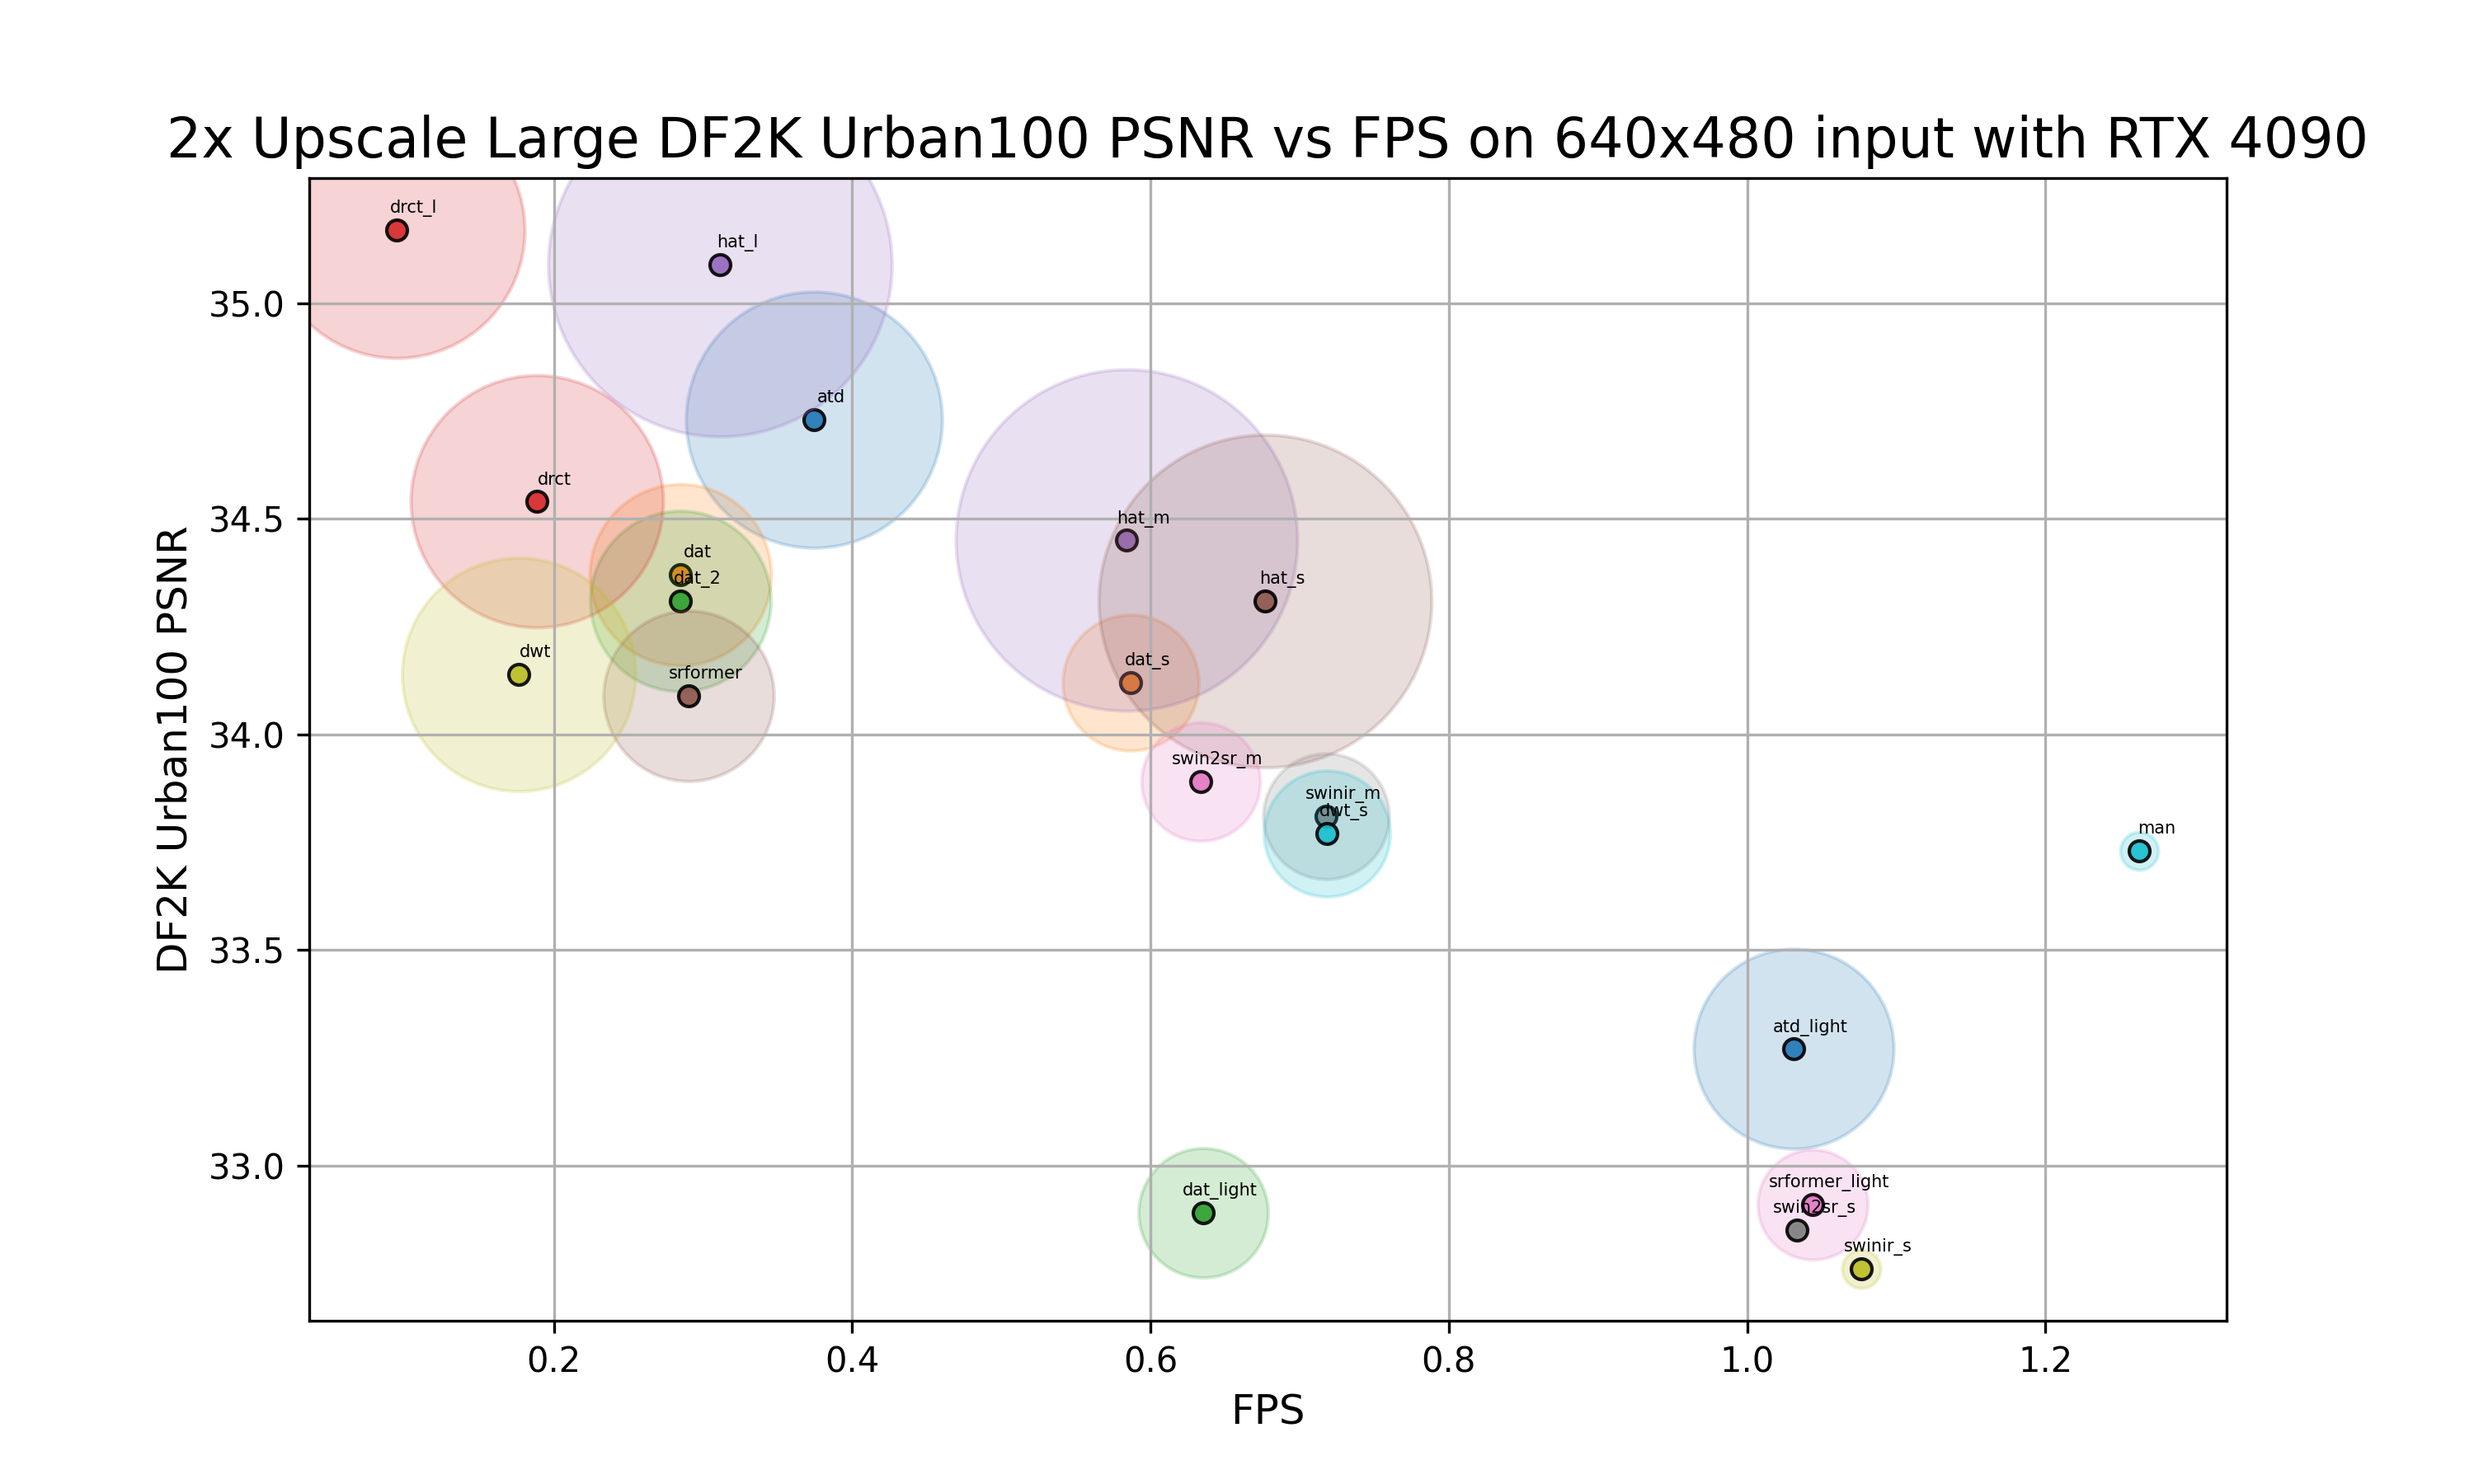 2x Upscale Large DF2K Urban100 PSNR vs FPS on 640x480 input with RTX 4090
DF2K Urban100 PSNR
35.0
34.5
34.0
33.5
33.0
drct_l
hat_l
atd
drct
hat_m
dat
dat_2
hat_s
dwt
dat_s
srformer
swin2sr_m
swinir_m
dwt_s
man
atd_light
srformer_light
dat_light
swin2sr_s
swinir_s
0.2
0.4
0.6
0.8
1.0
1.2
FPS